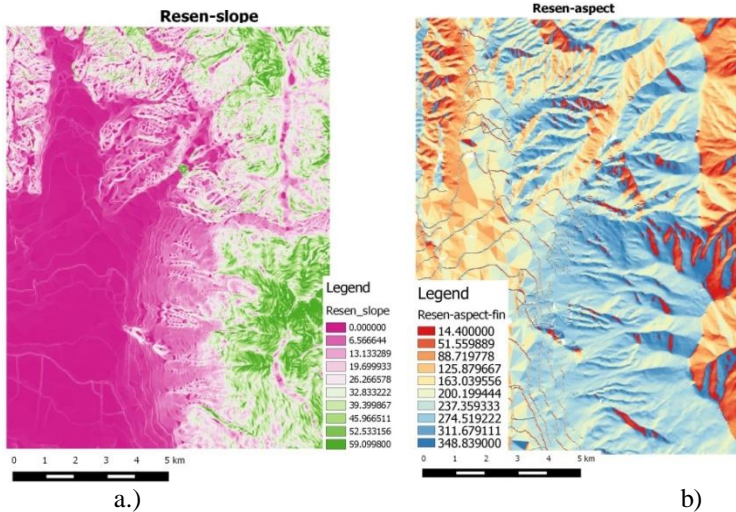 Resen-slope
Legend
Resen_slope
0.000000
6.566644
13.133289
19.699933
26.266578
32.833222
39.399867
45.966511
52.533156
59.099800
0 1 2 3 4 5 km
a.)
Resen-aspect
Legend
Resen-aspect-fin
14.400000
51.559889
88.719778
125.879667
163.039556
200.199444
237.359333
274.519222
311.679111
348.839000
0 1 2 3 4 5 km
b)